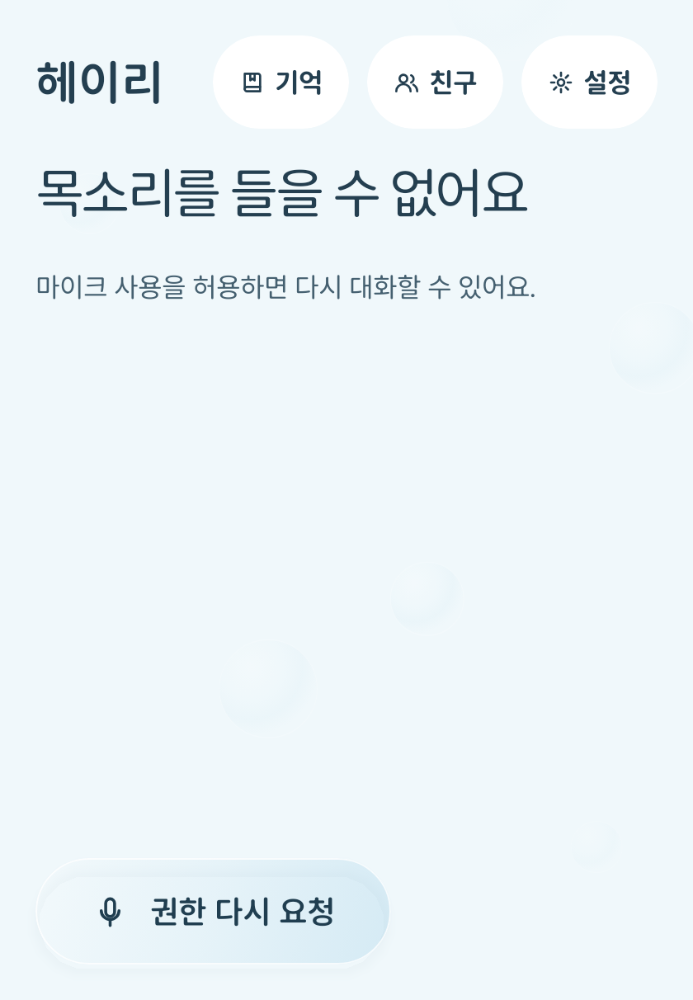 헤이리
기억
친구
설정
목소리를 들을 수 없어요
마이크 사용을 허용하면 다시 대화할 수 있어요.
권한 다시 요청